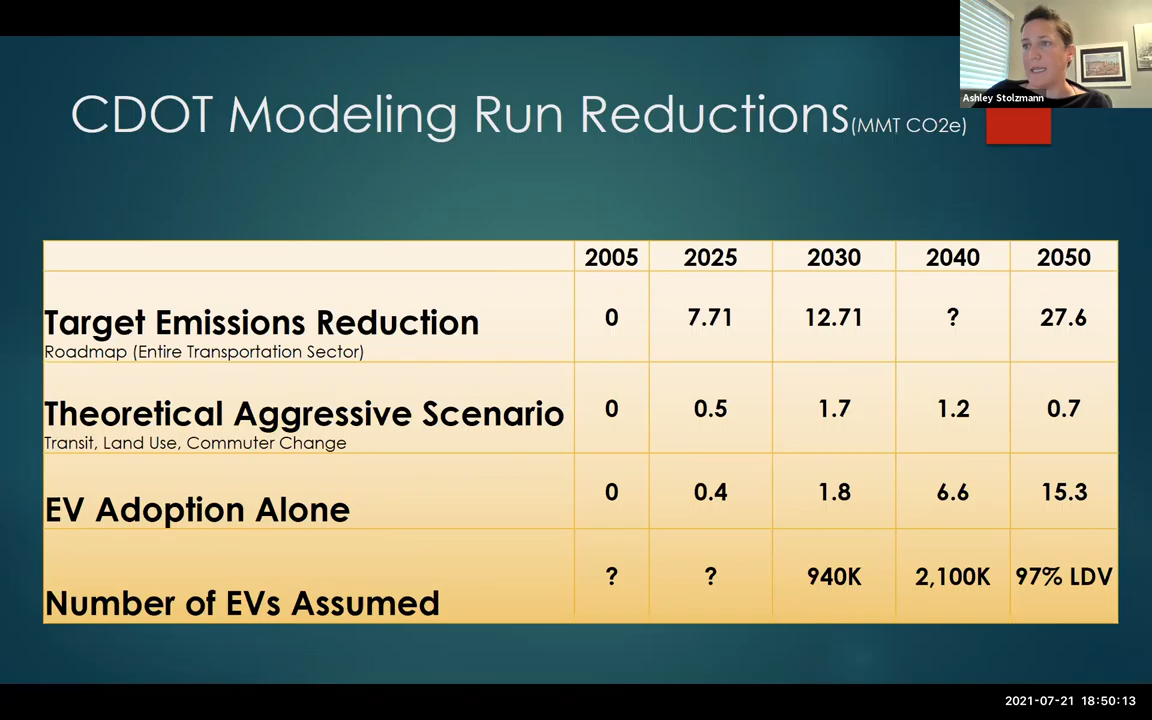 Ashley Stolzmann
CDOT Modeling Run Reductions(MMT CO2e)
2005 2025 2030 2040 2050
Target Emissions Reduction 0 7.71 12.71 ? 27.6
Roadmap (Entire Transportation Sector)
Theoretical Aggressive Scenario 0 0.5 1.7 1.2 0.7
Transit, Land Use, Commuter Change
EV Adoption Alone 0 0.4 1.8 6.6 15.3
Number of EVs Assumed ? ? 940K 2,100K 97% LDV
2021-07-21 18:50:13